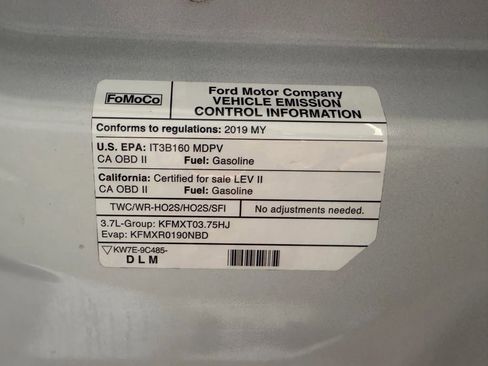 FoMoCo
Ford Motor Company
VEHICLE EMISSION
CONTROL INFORMATION
Conforms to regulations: 2019 MY
U.S. EPA: IT3B160 MDPV
CA OBD II Fuel: Gasoline
California: Certified for sale LEV II
CA OBD II Fuel: Gasoline
TWC/WR-HO2S/HO2S/SFI No adjustments needed.
3.7L-Group: KFMXT03.75HJ
Evap: KFMXR0190NBD
KW7E-9C485-
DLM